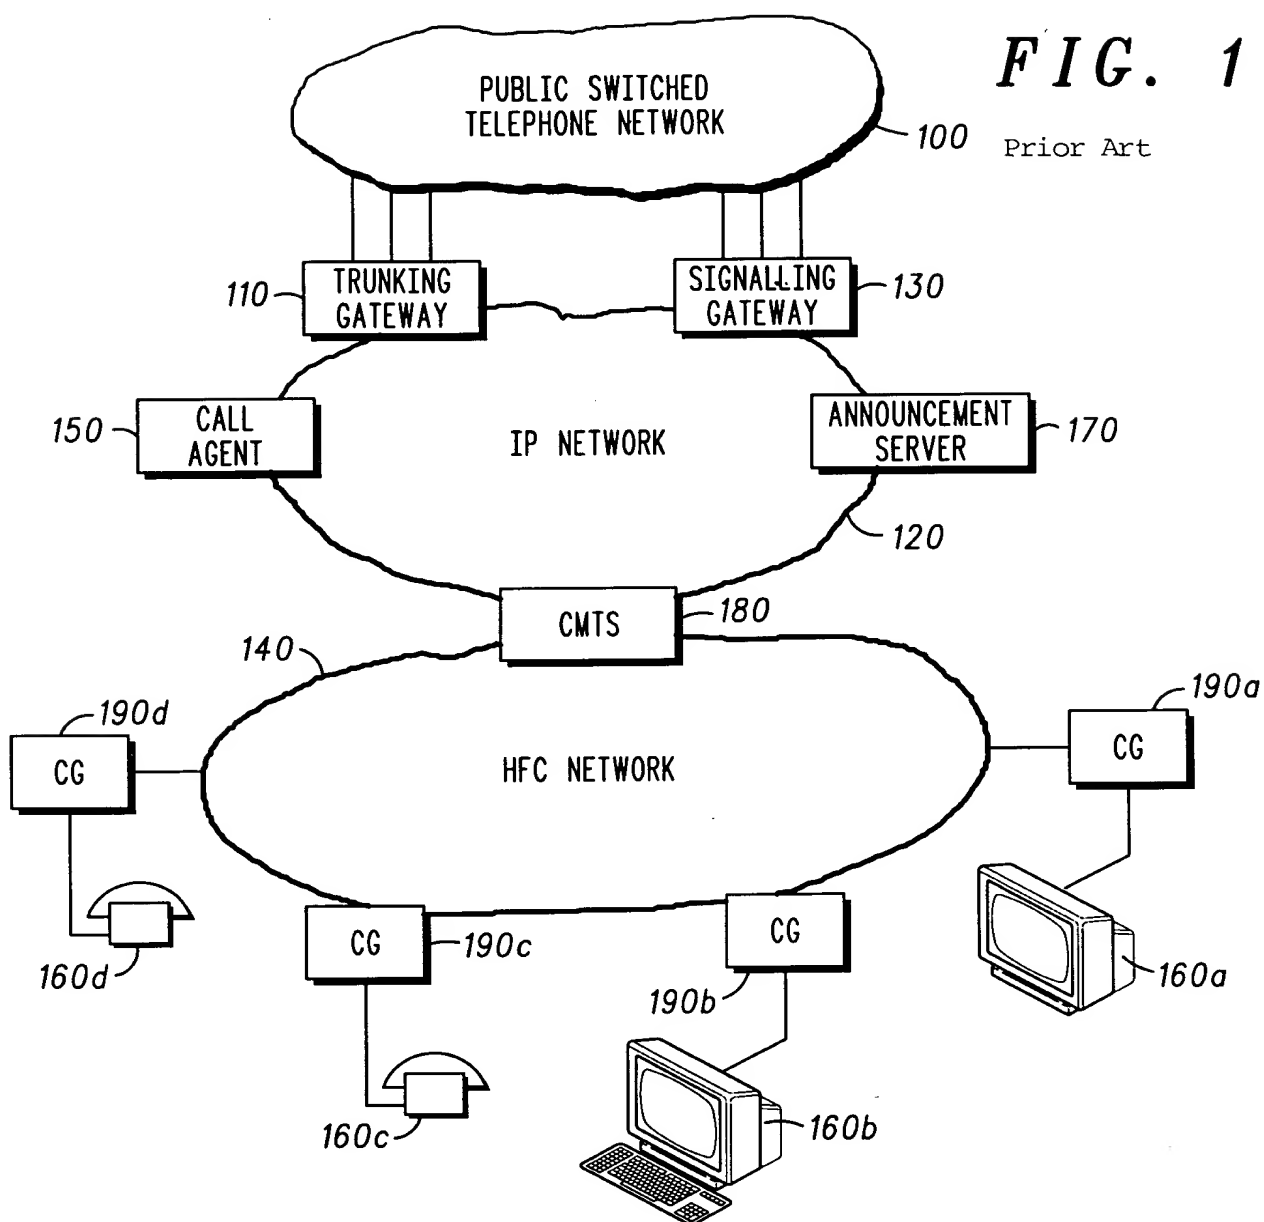 FIG. 1
Prior Art
PUBLIC SWITCHED
TELEPHONE NETWORK
100
110
TRUNKING
GATEWAY
SIGNALLING
GATEWAY
130
150
CALL
AGENT
IP NETWORK
ANNOUNCEMENT
SERVER
170
120
CMTS
180
140
190d
CG
HFC NETWORK
190a
CG
160d
CG
190c
CG
190b
160a
160c
160b